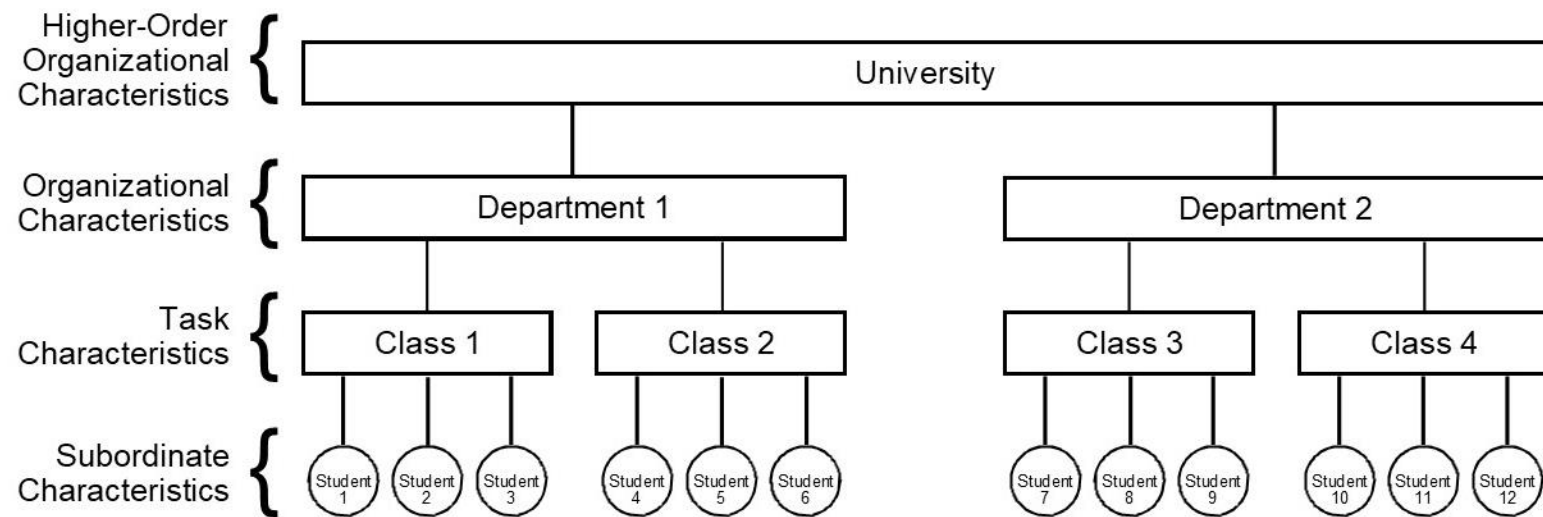 Higher-Order
Organizational
Characteristics
University
Organizational
Characteristics
Department 1
Department 2
Task
Characteristics
Class 1
Class 2
Class 3
Class 4
Subordinate
Characteristics
Student
1
Student
2
Student
3
Student
4
Student
5
Student
6
Student
7
Student
8
Student
9
Student
10
Student
11
Student
12